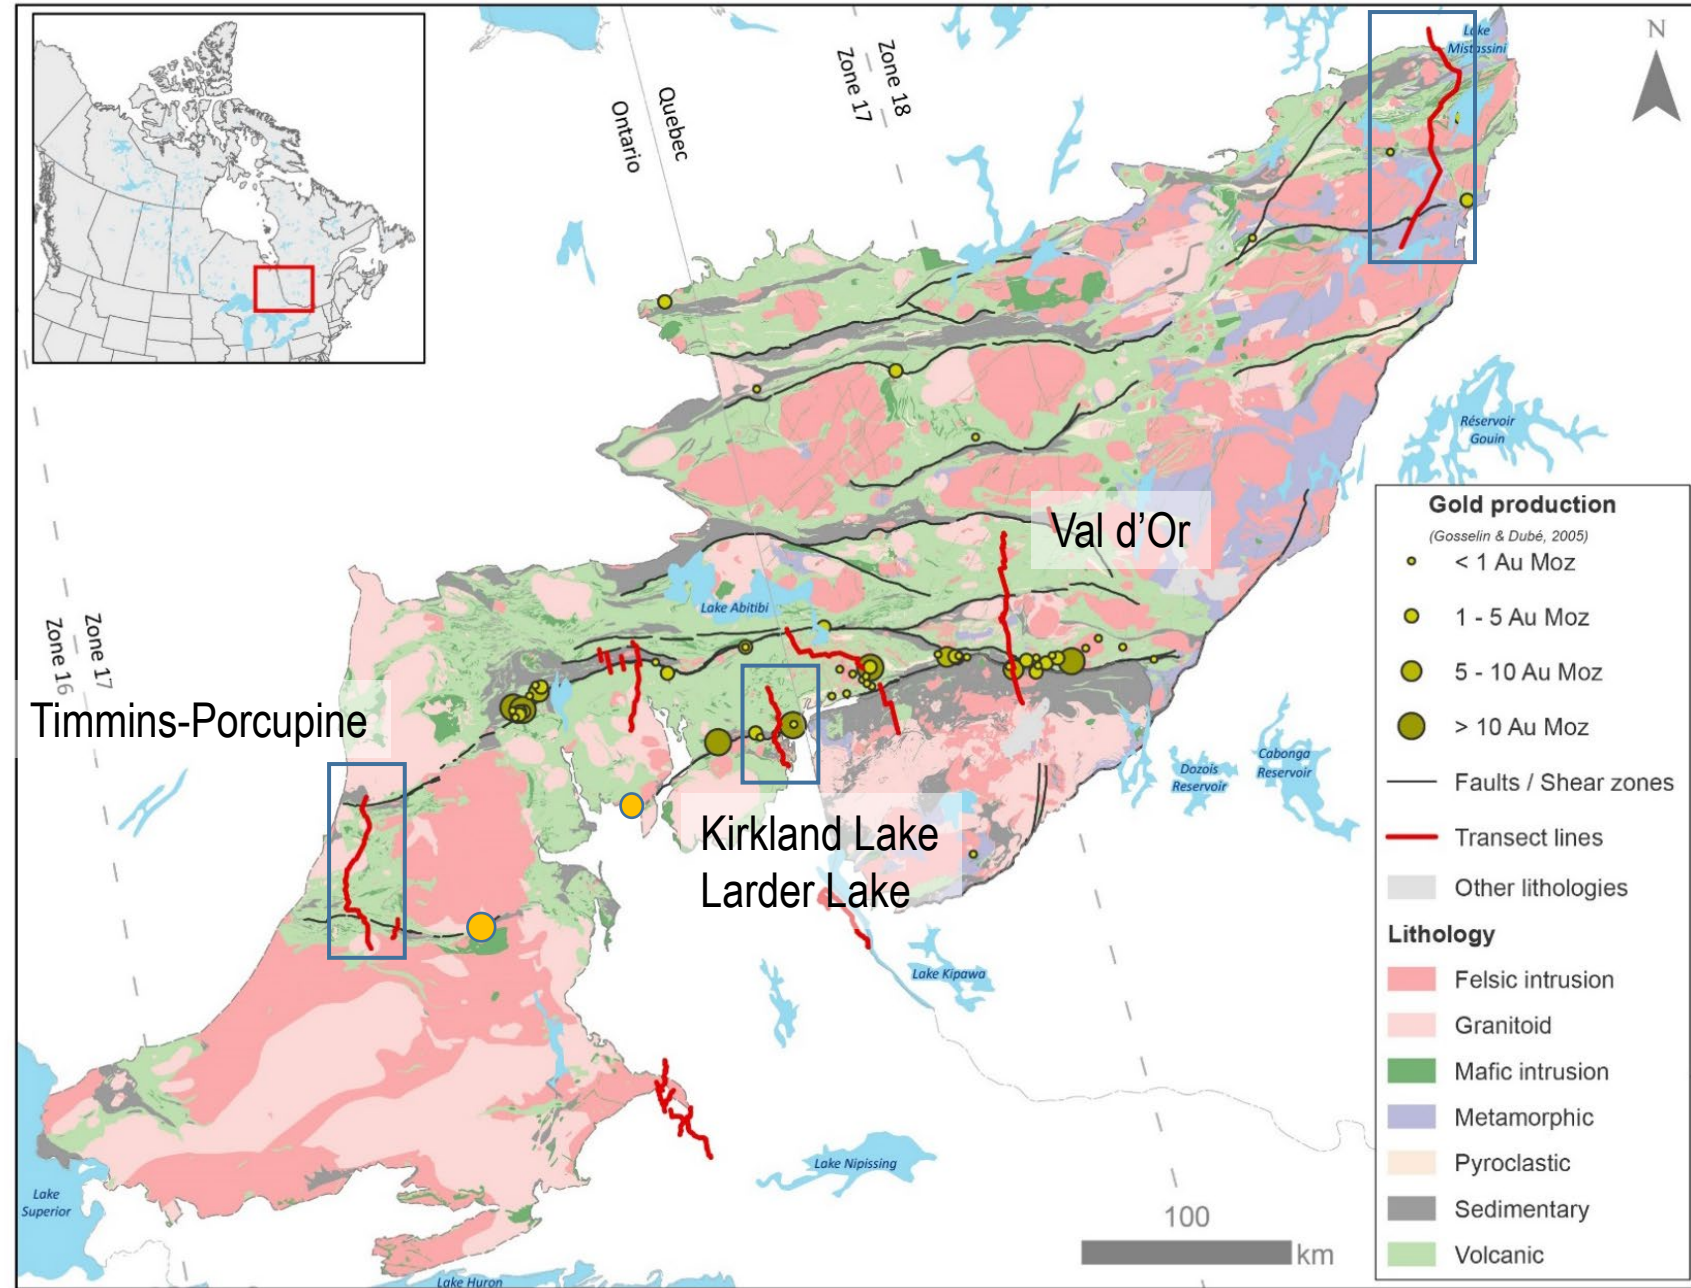 N
Lake
Mistassini
Zone 17
Zone 18
Ontario
Quebec
Réservoir
Gouin
Val d’Or
Lake Abitibi
Zone 16
Zone 17
Timmins-Porcupine
Kirkland Lake
Larder Lake
Dozois
Reservoir
Cabonga
Reservoir
Lake Kipawa
Lake Nipissing
Lake
Superior
Lake Huron
Gold production
(Gosselin & Dubé, 2005)
< 1 Au Moz
1 - 5 Au Moz
5 - 10 Au Moz
> 10 Au Moz
Faults / Shear zones
Transect lines
Other lithologies
Lithology
Felsic intrusion
Granitoid
Mafic intrusion
Metamorphic
Pyroclastic
Sedimentary
Volcanic
100
km